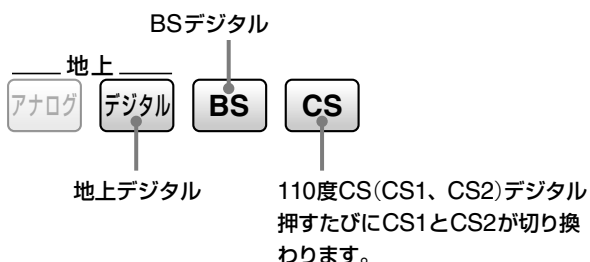 BSデジタル
地上
アナログ デジタル BS CS
地上デジタル
110度CS(CS1、CS2)デジタル
押すたびにCS1とCS2が切り換
わります。